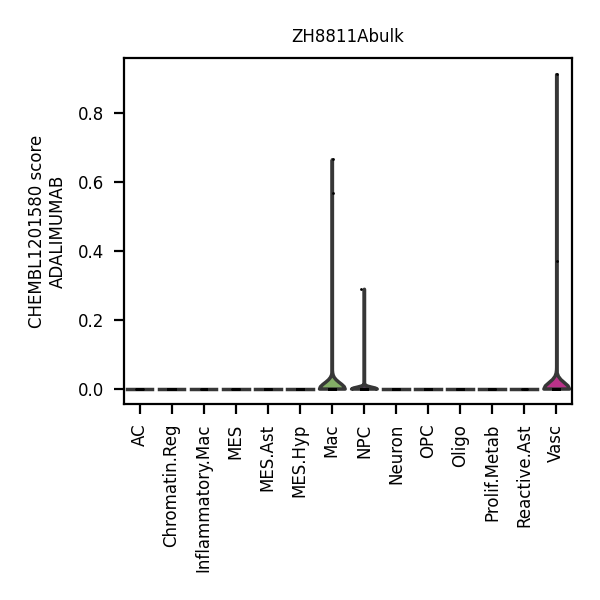 ZH8811Abulk
CHEMBL1201580 score
ADALIMUMAB
0.8
0.6
0.4
0.2
0.0
AC
Chromatin.Reg
Inflammatory.Mac
MES
MES.Ast
MES.Hyp
Mac
NPC
Neuron
OPC
Oligo
Prolif.Metab
Reactive.Ast
Vasc